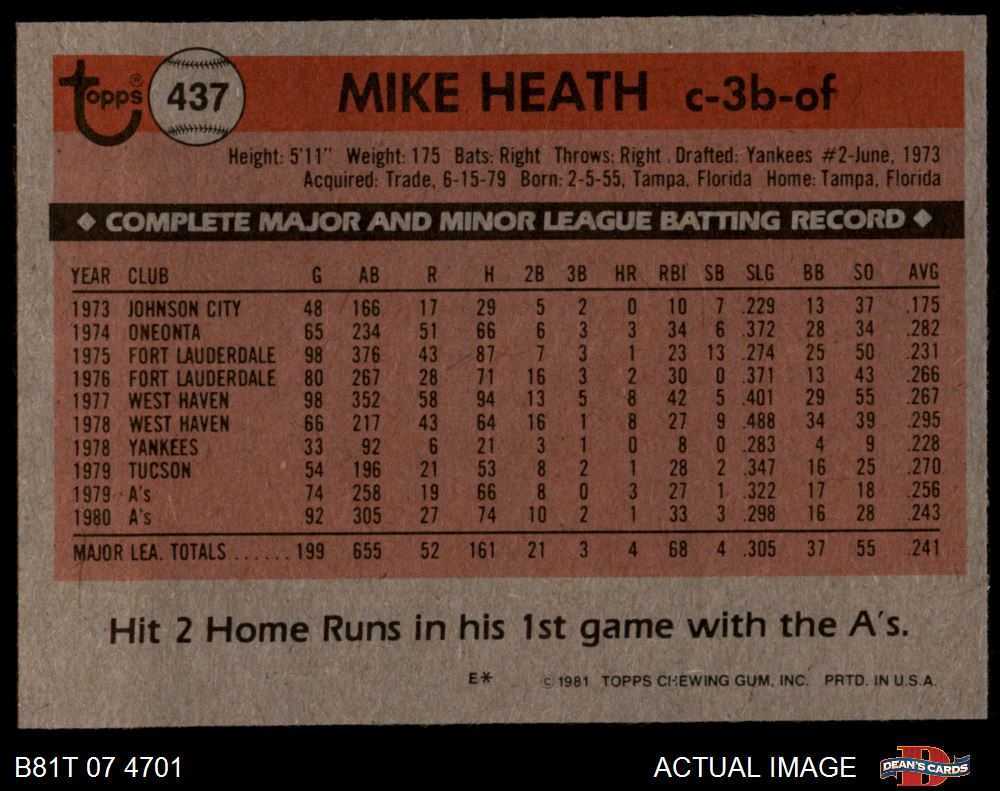 topps® 437 MIKE HEATH c-3b-of
Height: 5'11" Weight: 175 Bats: Right Throws: Right Drafted: Yankees #2-June, 1973
Acquired: Trade, 6-15-79 Born: 2-5-55, Tampa, Florida Home: Tampa, Florida
◆ COMPLETE MAJOR AND MINOR LEAGUE BATTING RECORD ◆
YEAR CLUB G AB R H 2B 3B HR RBI SB SLG BB SO AVG
1973 JOHNSON CITY 48 166 17 29 5 2 0 10 7 .229 13 37 .175
1974 ONEONTA 65 234 51 66 6 3 3 34 6 .372 28 34 .282
1975 FORT LAUDERDALE 98 376 43 87 7 3 1 23 13 .274 25 50 .231
1976 FORT LAUDERDALE 80 267 28 71 16 3 2 30 0 .371 13 43 .266
1977 WEST HAVEN 98 352 58 94 13 5 8 42 5 .401 29 55 .267
1978 WEST HAVEN 66 217 43 64 16 1 8 27 9 .488 34 39 .295
1978 YANKEES 33 92 6 21 3 1 0 8 0 .283 4 9 .228
1979 TUCSON 54 196 21 53 8 2 1 28 2 .347 16 25 .270
1979 A's 74 258 19 66 8 0 3 27 1 .322 17 18 .256
1980 A's 92 305 27 74 10 2 1 33 3 .298 16 28 .243
MAJOR LEA. TOTALS ...... 199 655 52 161 21 3 4 68 4 .305 37 55 .241
Hit 2 Home Runs in his 1st game with the A's.
E* © 1981 TOPPS CHEWING GUM, INC. PRTD. IN U.S.A.
B81T 07 4701 ACTUAL IMAGE D DEAN'S CARDS